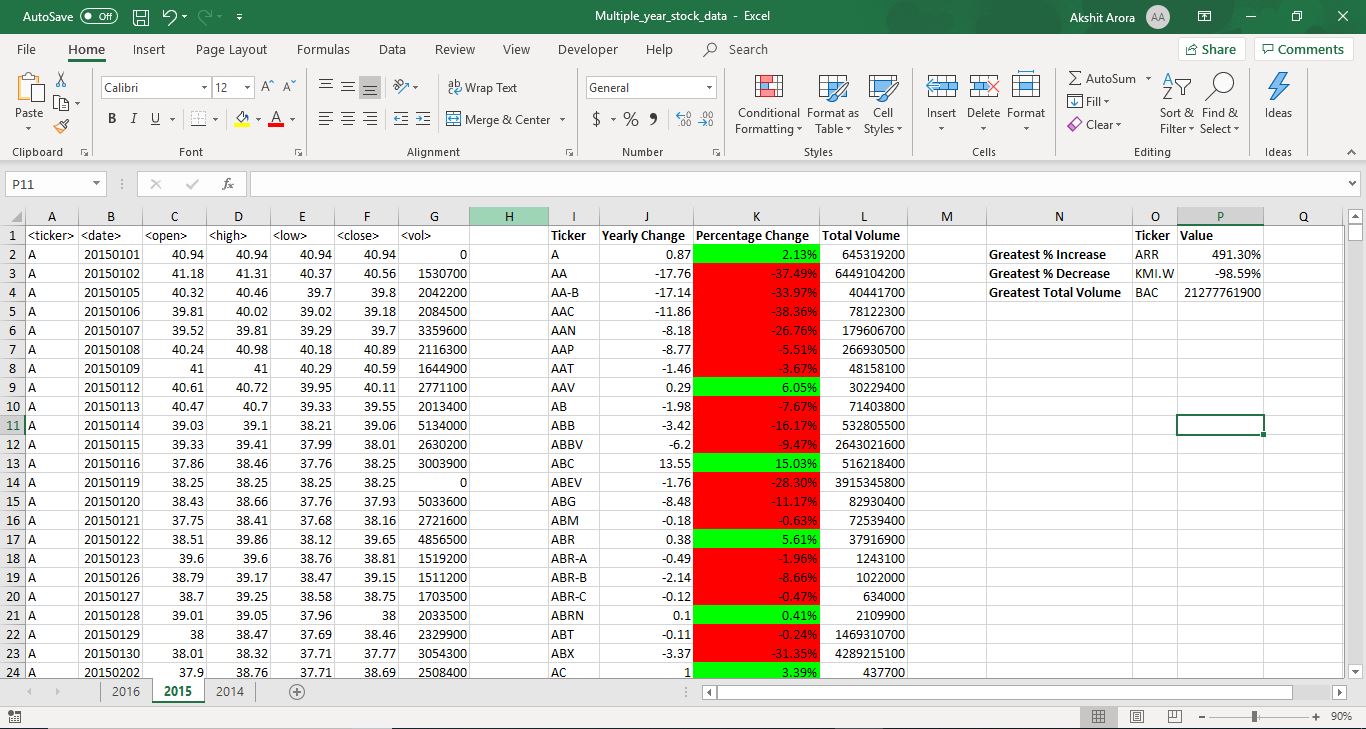 AutoSave Off Multiple_year_stock_data - Excel Akshit Arora AA
File Home Insert Page Layout Formulas Data Review View Developer Help Search Share Comments
Calibri 12 A A ab Wrap Text General AutoSum
Paste B I U A Merge & Center $ % 9 Conditional Formatting Format as Table Cell Styles Insert Delete Format Fill Clear Sort & Filter Find & Select Ideas
Clipboard Font Alignment Number Styles Cells Editing Ideas
P11 fx
A B C D E F G H I J K L M N O P Q
1 <ticker> <date> <open> <high> <low> <close> <vol> Ticker Yearly Change Percentage Change Total Volume Ticker Value
2 A 20150101 40.94 40.94 40.94 40.94 0 A 0.87 2.13% 645319200 Greatest % Increase ARR 491.30%
3 A 20150102 41.18 41.31 40.37 40.56 1530700 AA -17.76 -37.49% 6449104200 Greatest % Decrease KMI.W -98.59%
4 A 20150105 40.32 40.46 39.7 39.8 2042200 AA-B -17.14 -33.97% 40441700 Greatest Total Volume BAC 21277761900
5 A 20150106 39.81 40.02 39.02 39.18 2084500 AAC -11.86 -38.36% 78122300
6 A 20150107 39.52 39.81 39.29 39.7 3359600 AAN -8.18 -26.76% 179606700
7 A 20150108 40.24 40.98 40.18 40.89 2116300 AAP -8.77 -5.51% 266930500
8 A 20150109 41 41 40.29 40.59 1644900 AAT -1.46 -3.67% 48158100
9 A 20150112 40.61 40.72 39.95 40.11 2771100 AAV 0.29 6.05% 30229400
10 A 20150113 40.47 40.7 39.33 39.55 2013400 AB -1.98 -7.67% 71403800
11 A 20150114 39.03 39.1 38.21 39.06 5134000 ABB -3.42 -16.17% 532805500
12 A 20150115 39.33 39.41 37.99 38.01 2630200 ABBV -6.2 -9.47% 2643021600
13 A 20150116 37.86 38.46 37.76 38.25 3003900 ABC 13.55 15.03% 516218400
14 A 20150119 38.25 38.25 38.25 38.25 0 ABEV -1.76 -28.30% 3915345800
15 A 20150120 38.43 38.66 37.76 37.93 5033600 ABG -8.48 -11.17% 82930400
16 A 20150121 37.75 38.41 37.68 38.16 2721600 ABM -0.18 -0.63% 72539400
17 A 20150122 38.51 39.86 38.12 39.65 4856500 ABR 0.38 5.61% 37916900
18 A 20150123 39.6 39.6 38.76 38.81 1519200 ABR-A -0.49 -1.96% 1243100
19 A 20150126 38.79 39.17 38.47 39.15 1511200 ABR-B -2.14 -8.66% 1022000
20 A 20150127 38.7 39.25 38.58 38.75 1703500 ABR-C -0.12 -0.47% 634000
21 A 20150128 39.01 39.05 37.96 38 2033500 ABRN 0.1 0.41% 2109900
22 A 20150129 38 38.47 37.69 38.46 2329900 ABT -0.11 -0.24% 1469310700
23 A 20150130 38.01 38.32 37.71 37.77 3054300 ABX -3.37 -31.35% 4289215100
24 A 20150202 37.9 38.76 37.71 38.69 2508400 AC 1 3.39% 437700
2016 2015 2014
90%